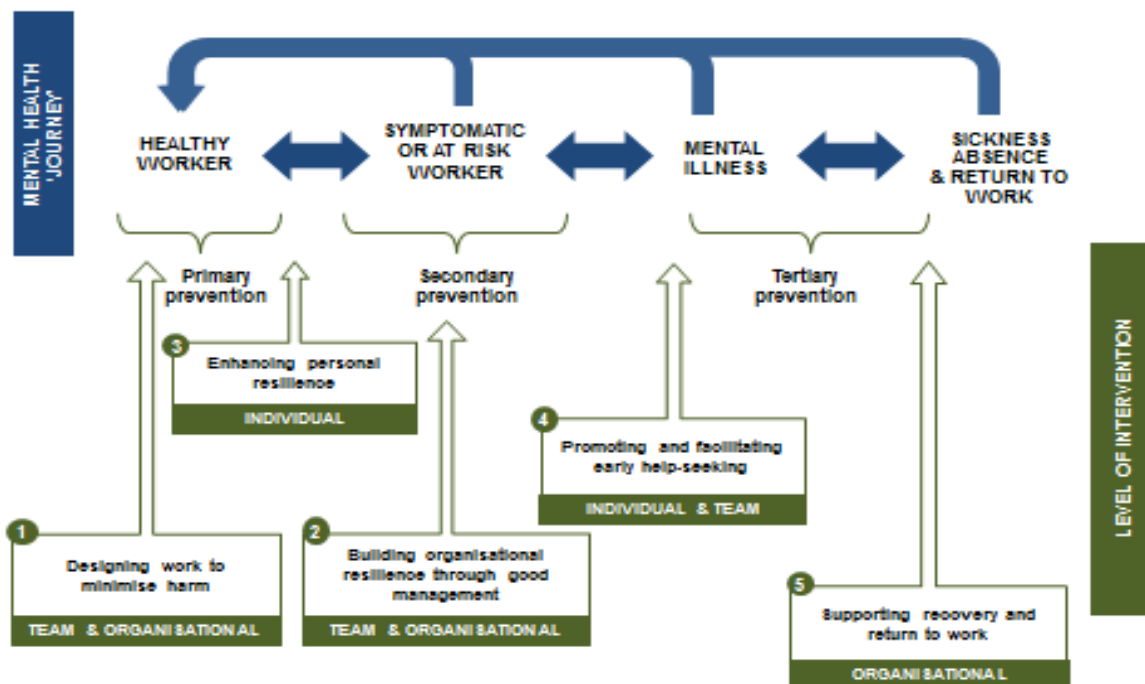 MENTAL HEALTH
'JOURNEY'
HEALTHY
WORKER
SYMPTOMATIC
OR AT RISK
WORKER
MENTAL
ILLNESS
SICKNESS
ABSENCE
& RETURN TO
WORK
Primary
prevention
Secondary
prevention
Tertiary
prevention
3
Enhancing personal
resilience
INDIVIDUAL
4
Promoting and facilitating
early help-seeking
INDIVIDUAL & TEAM
1
Designing work to
minimise harm
TEAM & ORGANISATIONAL
2
Building organisational
resilience through good
management
TEAM & ORGANISATIONAL
5
Supporting recovery and
return to work
ORGANISATIONAL
LEVEL OF INTERVENTION